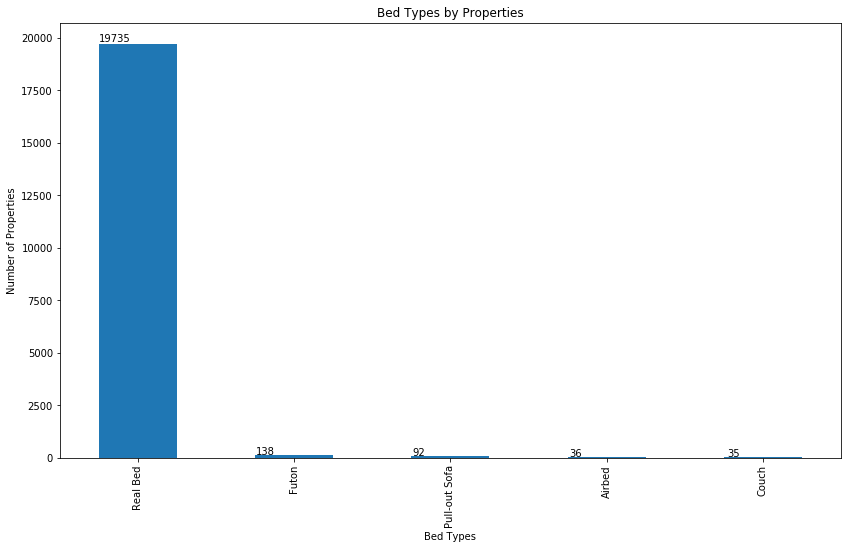 Bed Types by Properties
20000
17500
15000
12500
10000
7500
5000
2500
0
Number of Properties
19735
138
92
36
35
Real Bed
Futon
Pull-out Sofa
Airbed
Couch
Bed Types